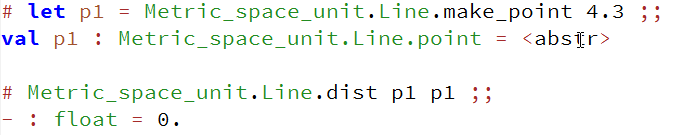 # let p1 = Metric_space_unit.Line.make_point 4.3 ;;
val p1 : Metric_space_unit.Line.point = <abstr>
# Metric_space_unit.Line.dist p1 p1 ;;
- : float = 0.